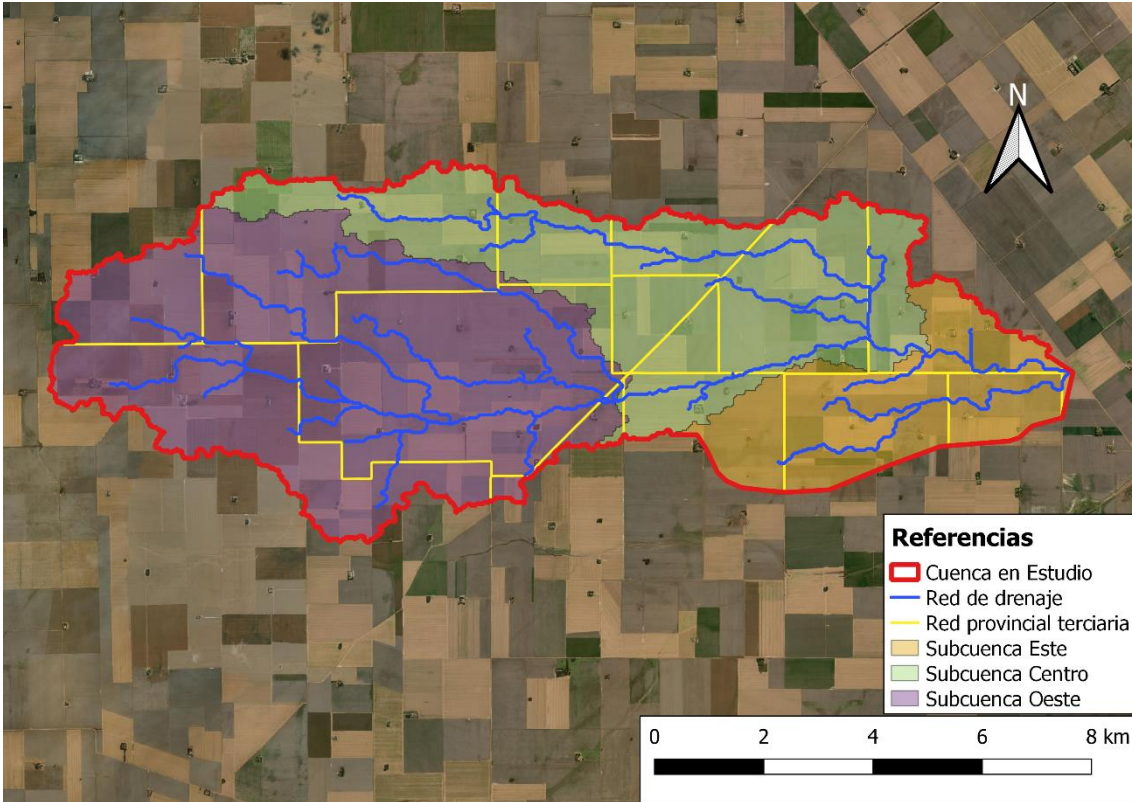 N
Referencias
Cuenca en Estudio
Red de drenaje
Red provincial terciaria
Subcuenca Este
Subcuenca Centro
Subcuenca Oeste
0 2 4 6 8 km